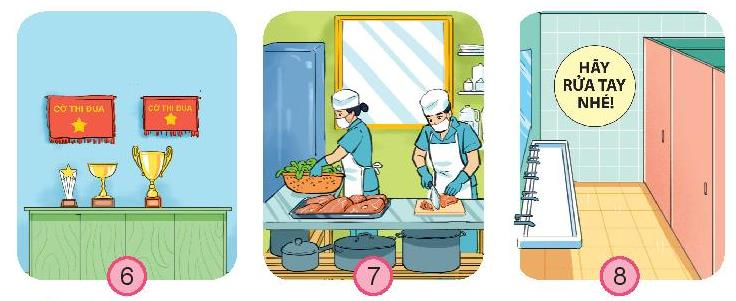 CỜ THI ĐUA
CỜ THI ĐUA
6
7
HÃY
RỬA TAY
NHÉ!
8